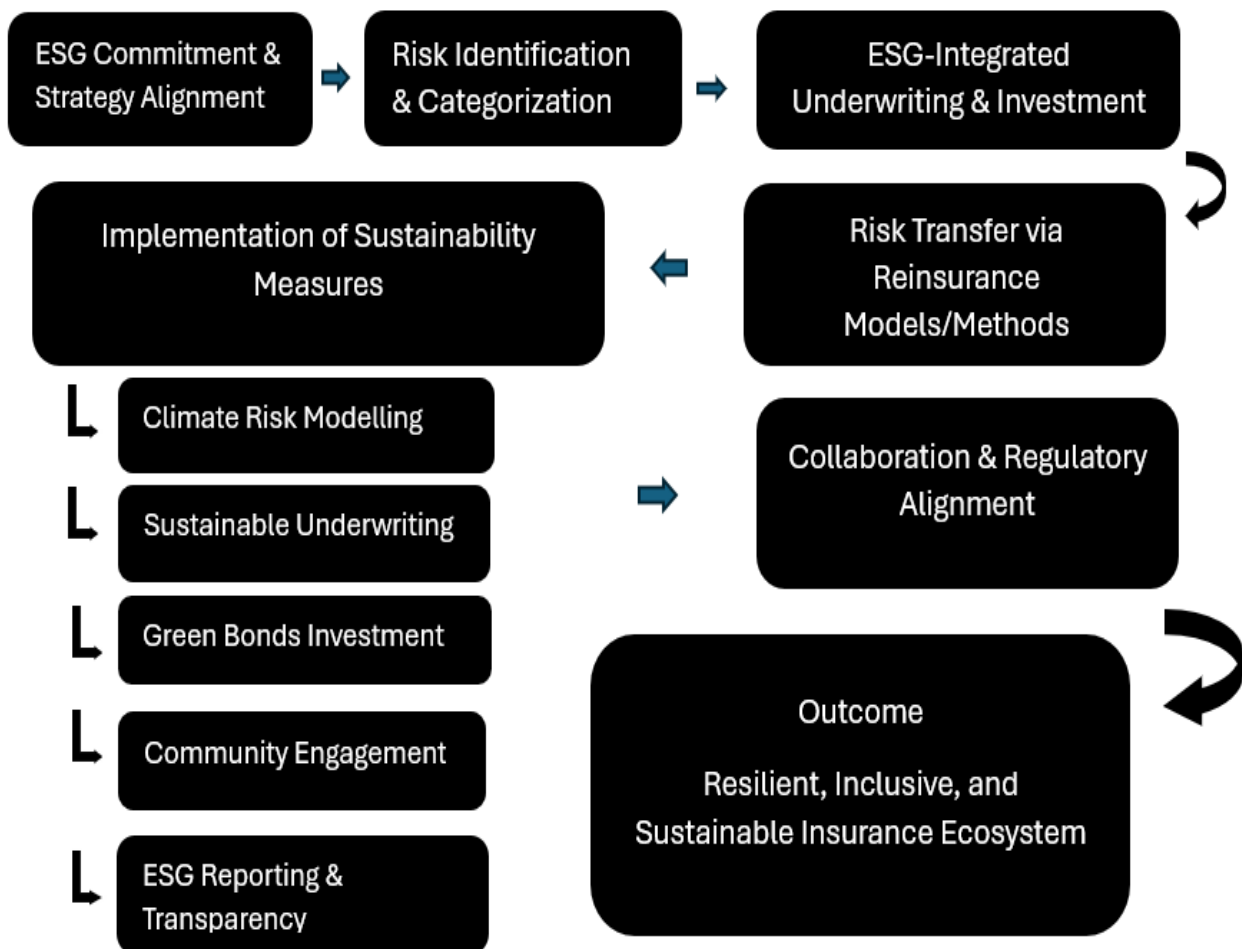 ESG Commitment &
Strategy Alignment
Risk Identification
& Categorization
ESG-Integrated
Underwriting & Investment
Risk Transfer via
Reinsurance
Models/Methods
Implementation of Sustainability
Measures
Climate Risk Modelling
Sustainable Underwriting
Green Bonds Investment
Community Engagement
ESG Reporting &
Transparency
Collaboration & Regulatory
Alignment
Outcome
Resilient, Inclusive, and
Sustainable Insurance Ecosystem